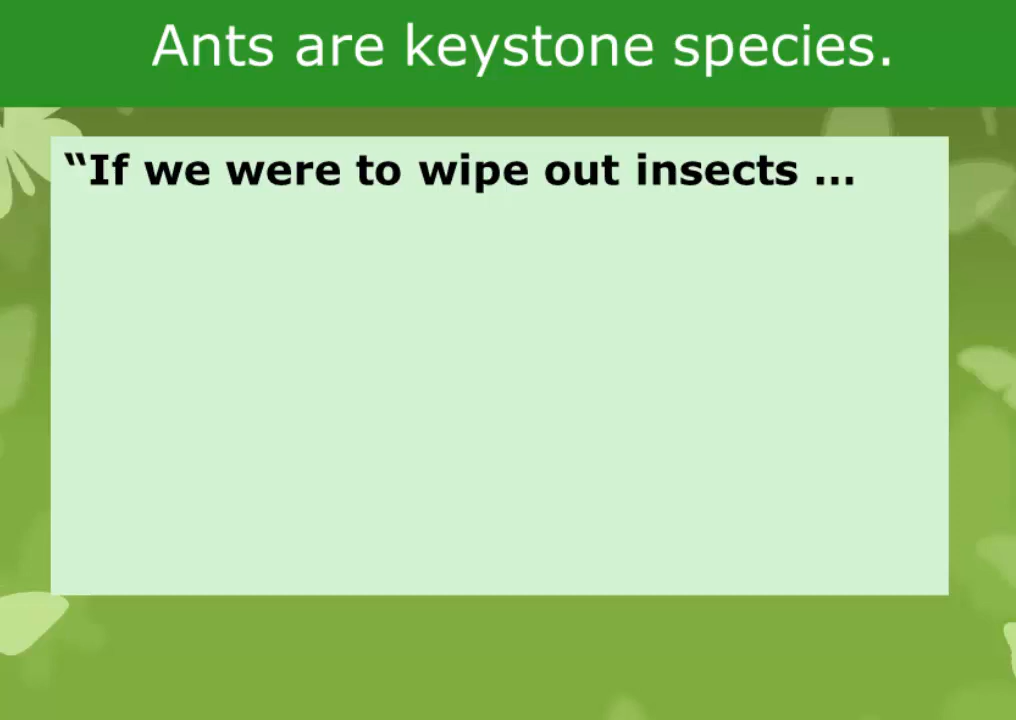 Ants are keystone species.
“If we were to wipe out insects …